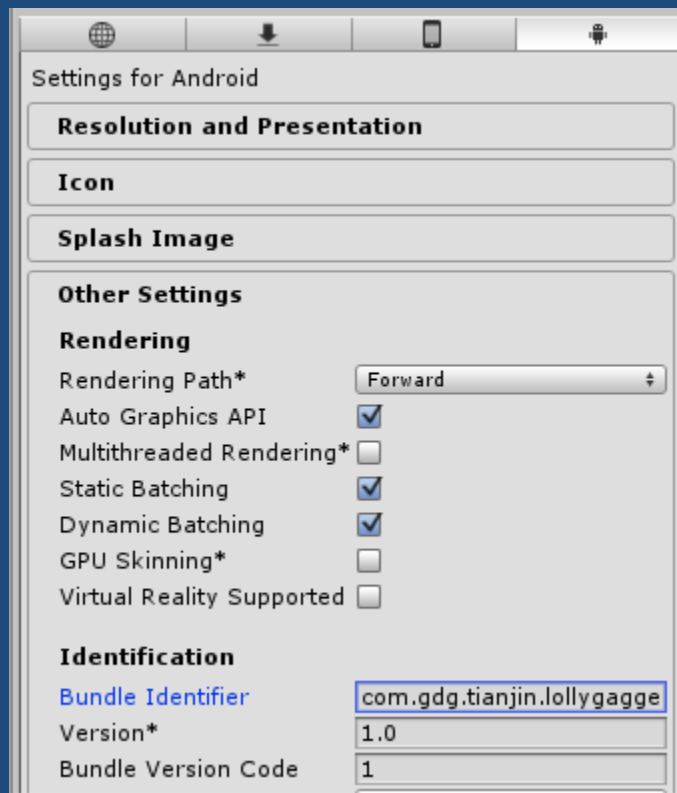 Settings for Android
Resolution and Presentation
Icon
Splash Image
Other Settings
Rendering
Rendering Path* Forward
Auto Graphics API
Multithreaded Rendering*
Static Batching
Dynamic Batching
GPU Skinning*
Virtual Reality Supported
Identification
Bundle Identifier com.gdg.tianjin.lollygagge
Version* 1.0
Bundle Version Code 1